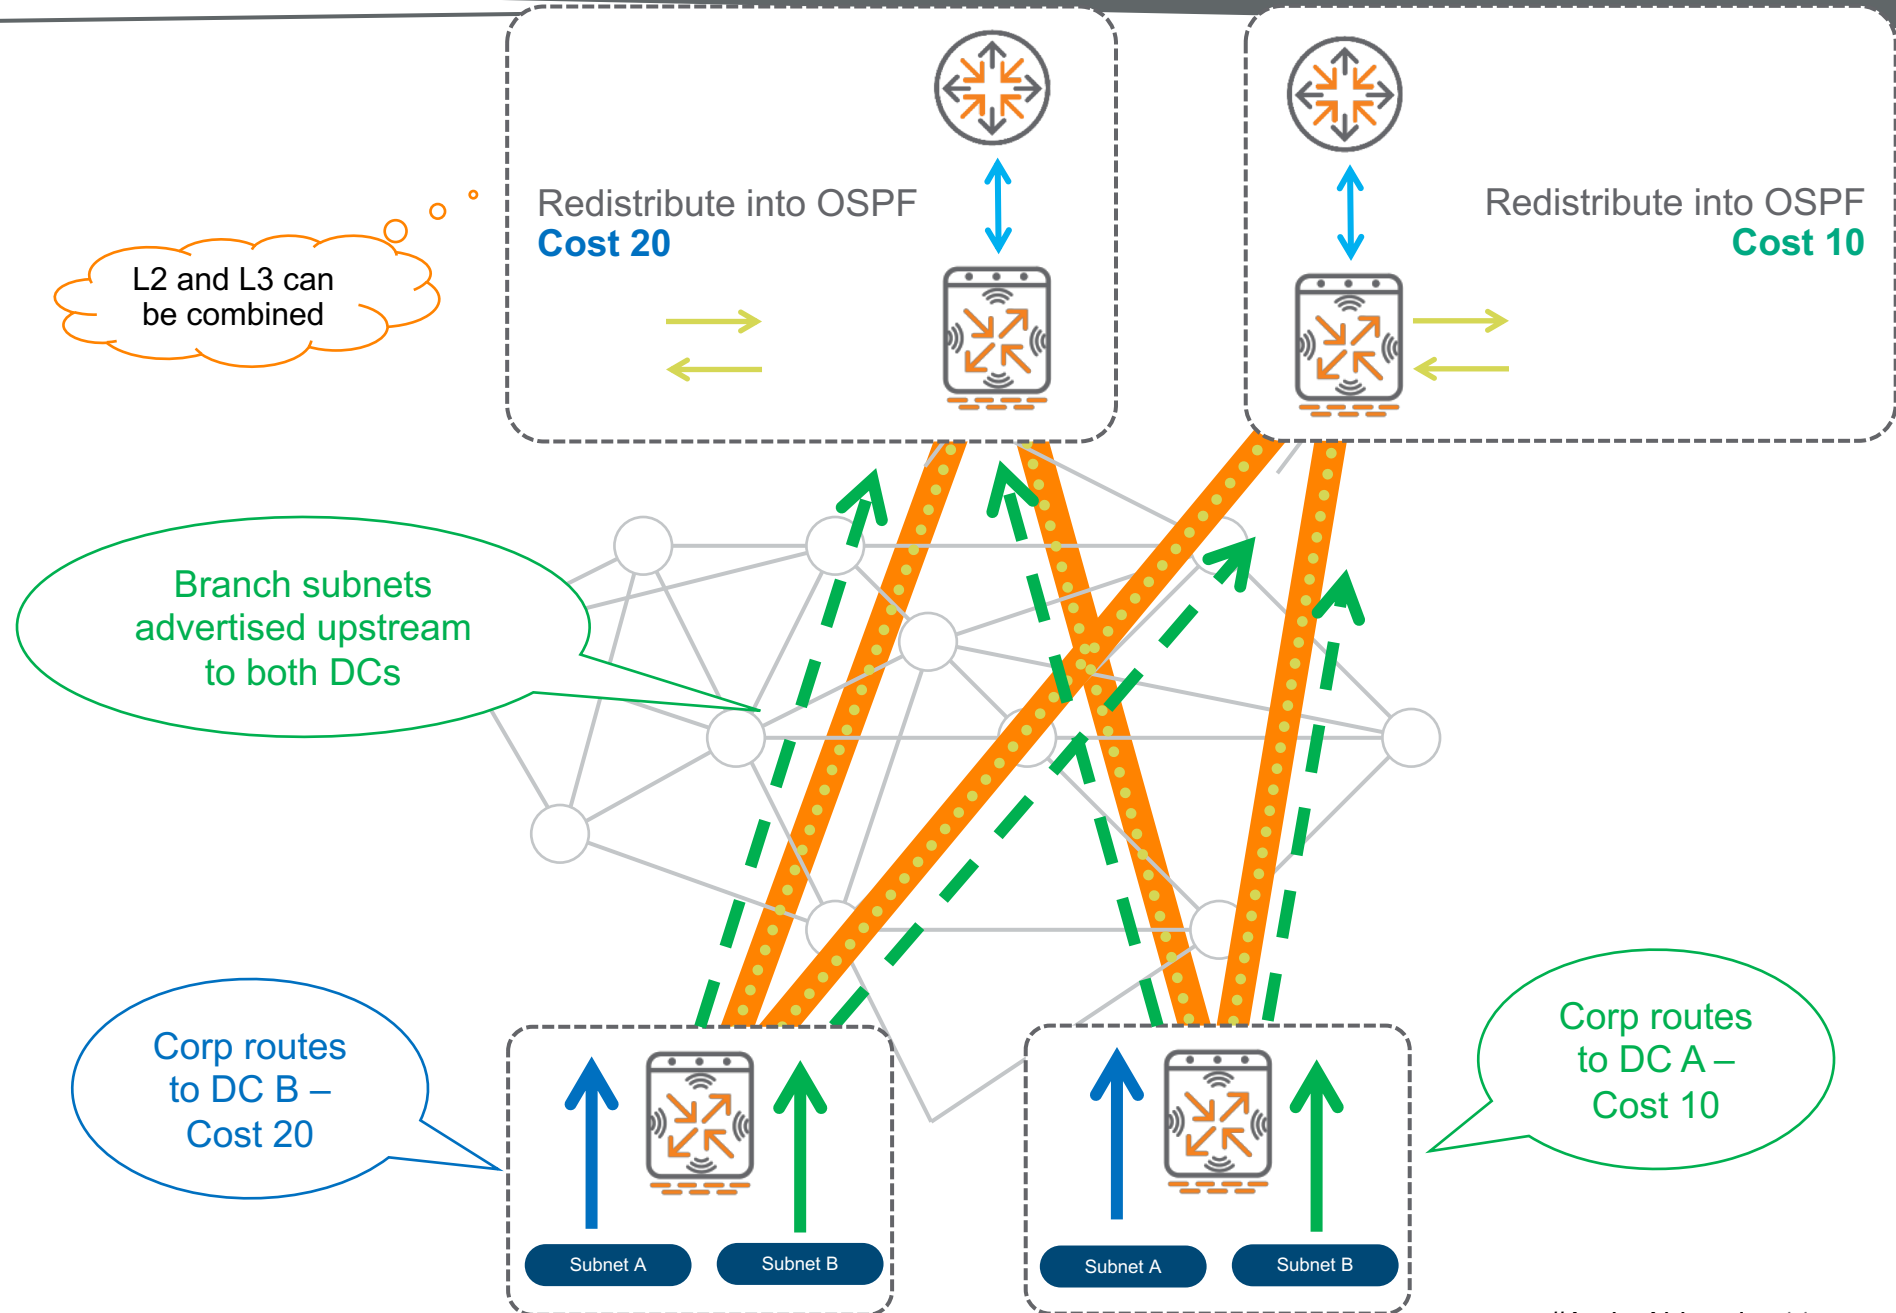 Redistribute into OSPF
Cost 20
Redistribute into OSPF
Cost 10
L2 and L3 can
be combined
Branch subnets
advertised upstream
to both DCs
Corp routes
to DC B –
Cost 20
Corp routes
to DC A –
Cost 10
Subnet A
Subnet B
Subnet A
Subnet B